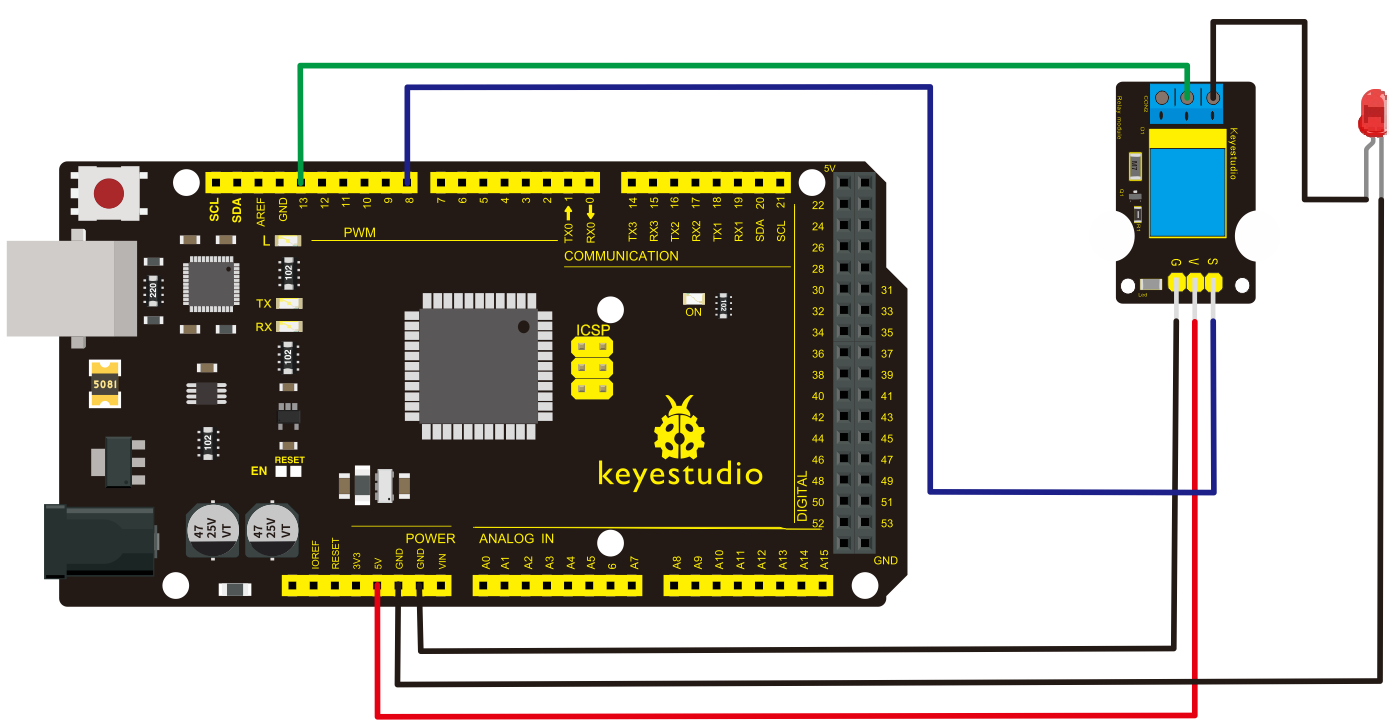 5V
SCL
SDA
AREF
GND
13
12
11
10
9
8
7
6
5
4
3
2
TX0 1
RX0 0
TX3 14
RX3 15
TX2 16
RX2 17
TX1 18
RX1 19
SDA 20
SCL 21
PWM
COMMUNICATION
L
TX
RX
102
220
102
102
102
5081
ON
ICSP
22
24
26
28
30 31
32 33
34 35
36 37
38 39
40 41
42 43
44 45
46 47
48 49
50 51
52 53
DIGITAL
GND
keyestudio
RESET
EN
47
25V
VT
47
25V
VT
POWER
ANALOG IN
IOREF
RESET
3V3
5V
GND
GND
VIN
A0
A1
A2
A3
A4
A5
6
A7
A8
A9
A10
A11
A12
A13
A14
A15
Relay module
CON2
Q1
Keyestudio
M7
Q1
R1
G
V
S
Led